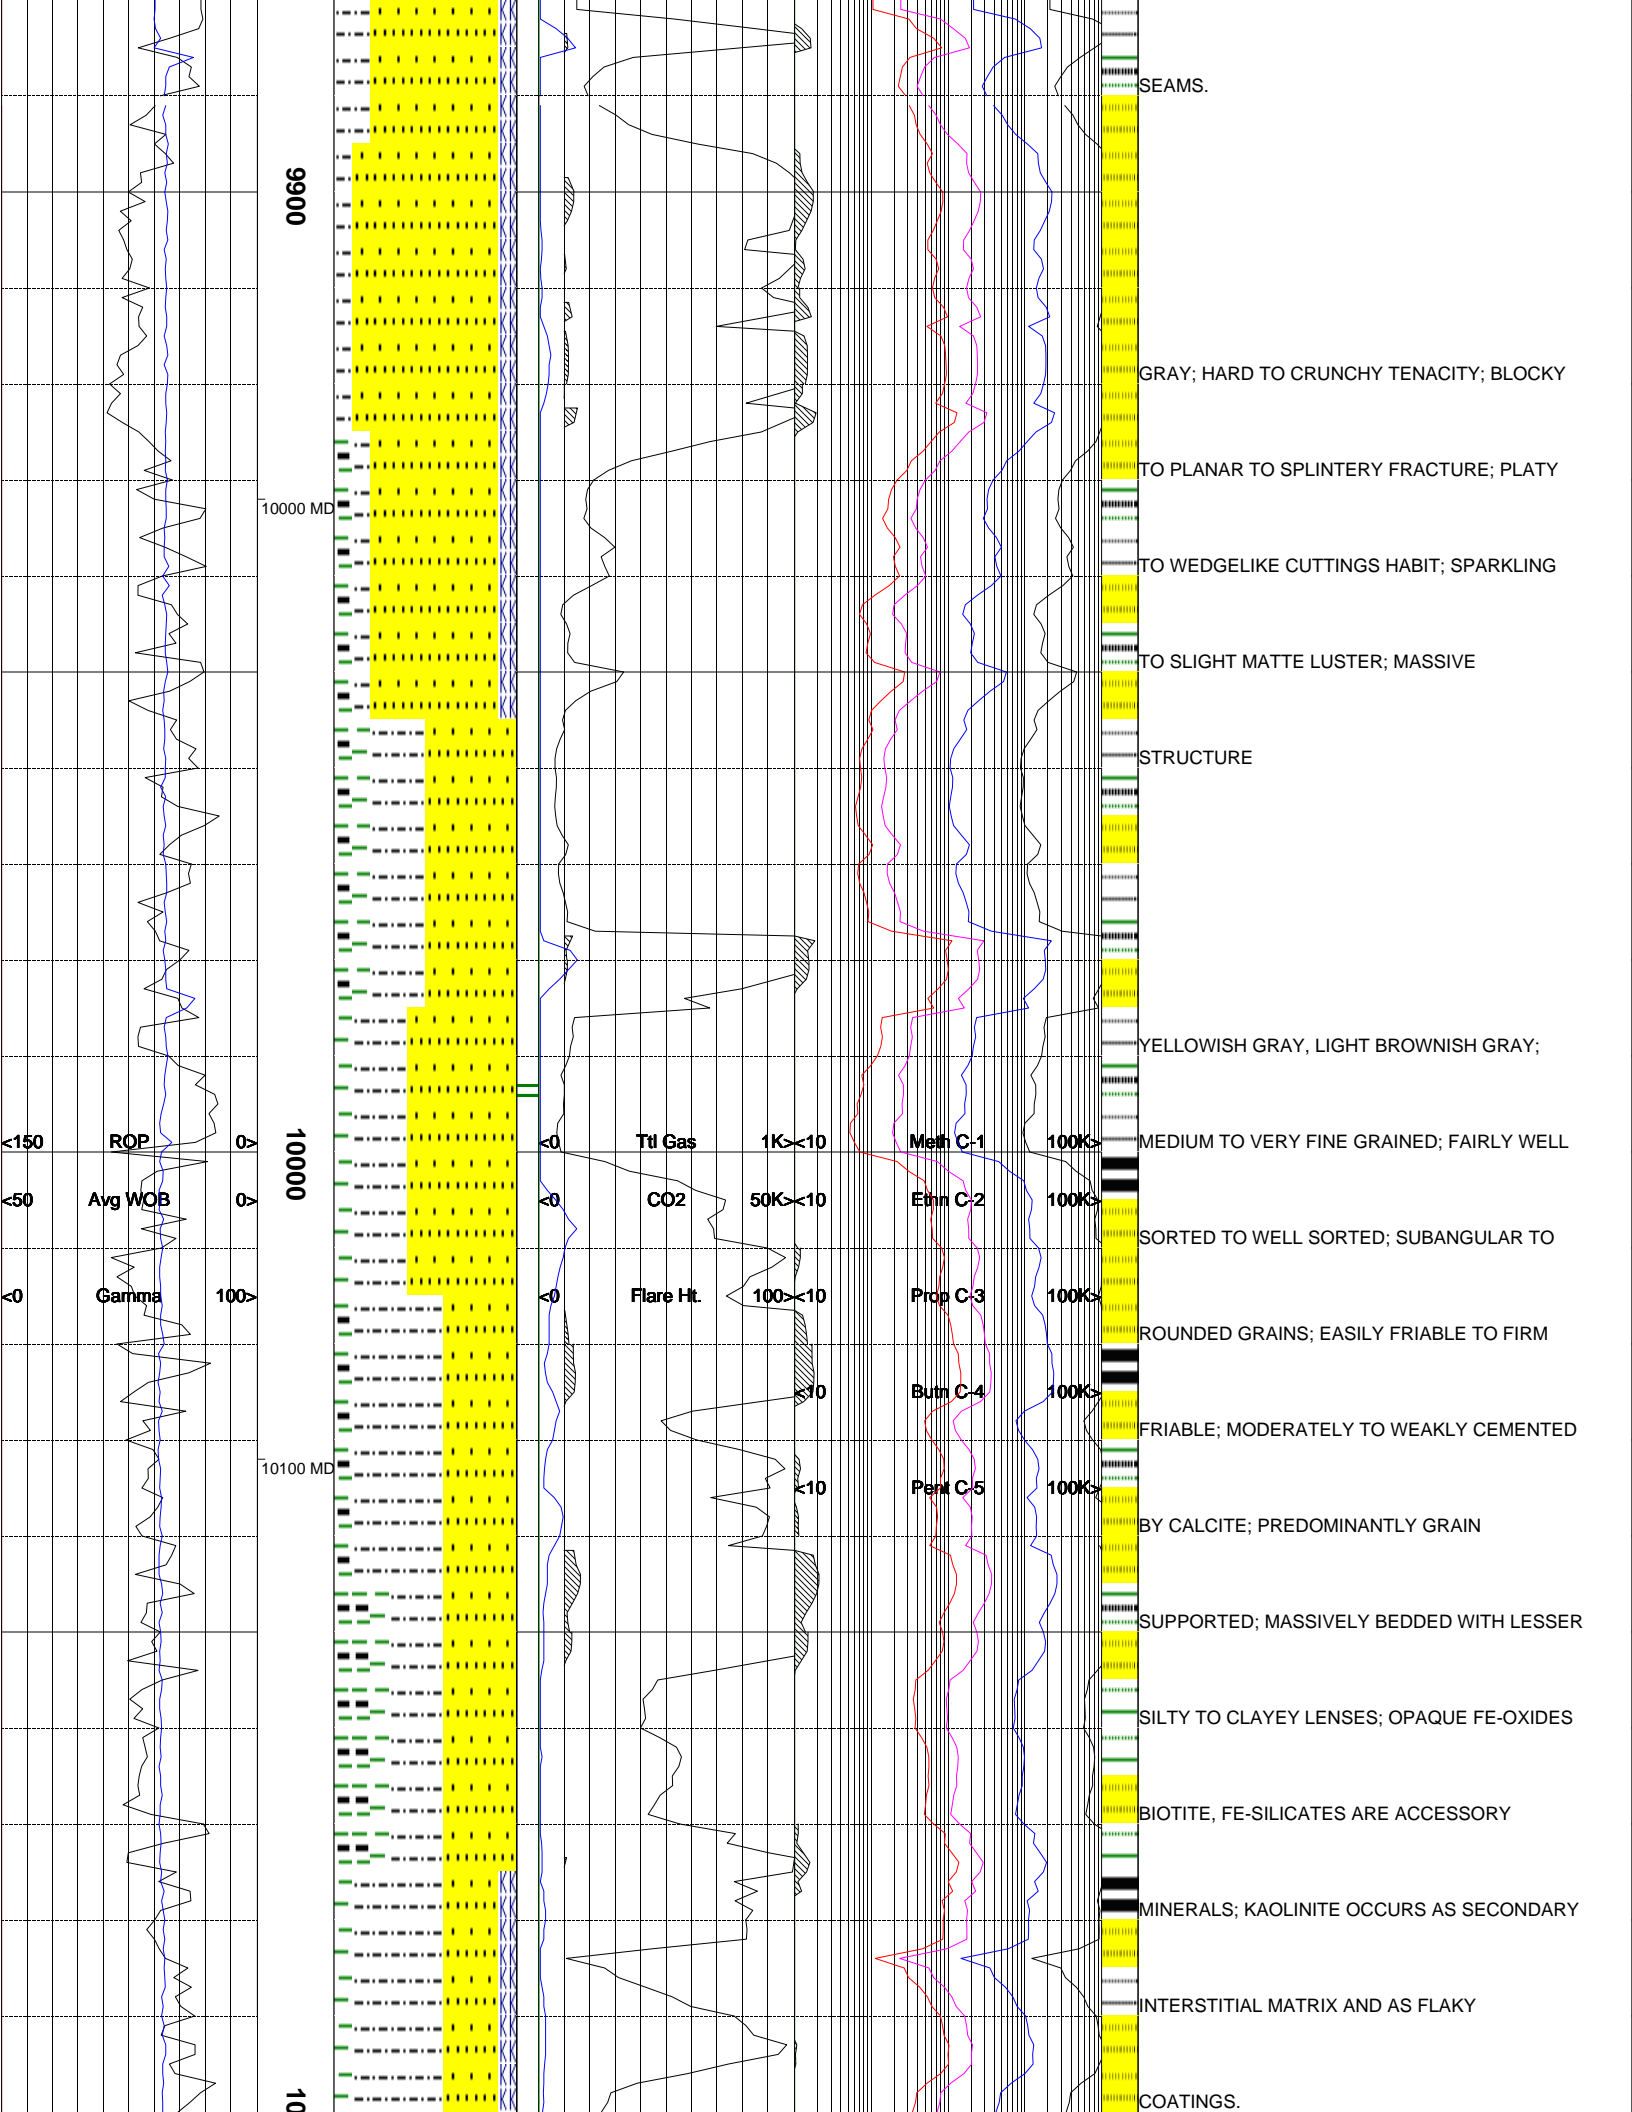 SEAMS.
9900
GRAY; HARD TO CRUNCHY TENACITY; BLOCKY
TO PLANAR TO SPLINTERY FRACTURE; PLATY
10000 MD
TO WEDGELIKE CUTTINGS HABIT; SPARKLING
TO SLIGHT MATTE LUSTER; MASSIVE
STRUCTURE
YELLOWISH GRAY, LIGHT BROWNISH GRAY;
<150 ROP 0> 10000 <0 Ttl Gas 1K> <10 Meth C-1 100K> MEDIUM TO VERY FINE GRAINED; FAIRLY WELL
<50 Avg WOB 0> <0 CO2 50K> <10 Ethn C-2 100K>
SORTED TO WELL SORTED; SUBANGULAR TO
<0 Gamma 100> <0 Flare Ht. 100> <10 Prop C-3 100K>
ROUNDED GRAINS; EASILY FRIABLE TO FIRM
<10 Butn C-4 100K>
FRIABLE; MODERATELY TO WEAKLY CEMENTED
10100 MD
<10 Pent C-5 100K>
BY CALCITE; PREDOMINANTLY GRAIN
SUPPORTED; MASSIVELY BEDDED WITH LESSER
SILTY TO CLAYEY LENSES; OPAQUE FE-OXIDES
BIOTITE, FE-SILICATES ARE ACCESSORY
MINERALS; KAOLINITE OCCURS AS SECONDARY
INTERSTITIAL MATRIX AND AS FLAKY
COATINGS.